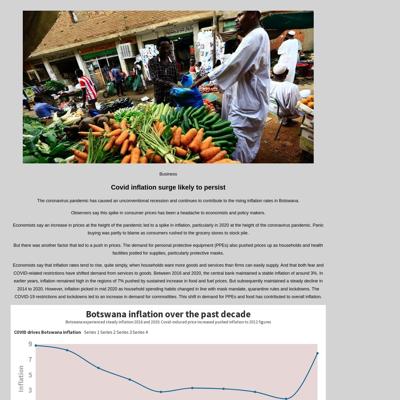 Business
Covid inflation surge likely to persist
The coronavirus pandemic has caused an unconventional recession and continues to contribute to the rising inflation rates in Botswana.
Observers say this spike in consumer prices has been a headache to economists and policy makers.
Economists say an increase in prices at the height of the pandemic led to a spike in inflation, particularly in 2020 at the height of the coronavirus pandemic. Panic
buying was partly to blame as consumers rushed to the grocery stores to stock pile.
But there was another factor that led to a push in prices. The demand for personal protective equipment (PPEs) also pushed prices up as households and health
facilities pooled for supplies, particularly protective masks.
Economists say that inflation rates tend to rise, quite simply, when households want more goods and services than firms can easily supply. And that both fear and
COVID-related restrictions have shifted demand from services to goods. Between 2016 and 2020, the central bank maintained a stable inflation of around 3%. In
earlier years, inflation remained high in the regions of 7% pushed by sustained increase in food and fuel prices. But subsequently maintained a steady decline in
2014 to 2020. However, inflation picked in mid 2020 as household spending habits changed in line with mask mandate, quarantine rules and lockdowns. The
COVID-19 restrictions and lockdowns led to an increase in demand for commodities. This shift in demand for PPEs and food has contributed to overall inflation.
Botswana inflation over the past decade
Botswana experienced steady inflation 2016 and 2020. Covid-induced price increased pushed inflation to 2012 figures
COVID drives Botswana inflation Series 1 Series 2 Series 3 Series 4
9
7
5
3
Inflation